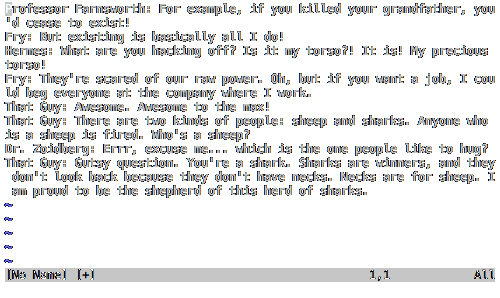 Professor Farnsworth: For example, if you killed your grandfather, you
'd cease to exist!
Fry: But existing is basically all I do!
Hermes: What are you hacking off? Is it my torso?! It is! My precious
torso!
Fry: They're scared of our raw power. Oh, but if you want a job, I cou
ld beg everyone at the company where I work.
That Guy: Awesome. Awesome to the max!
That Guy: There are two kinds of people: sheep and sharks. Anyone who
is a sheep is fired. Who's a sheep?
Dr. Zoidberg: Errr, excuse me... which is the one people like to hug?
That Guy: Gutsy question. You're a shark. Sharks are winners, and they
don't look back because they don't have necks. Necks are for sheep. I
am proud to be the shepherd of this herd of sharks.
~
~
~
~
~
[No Name] [+] 1,1 All